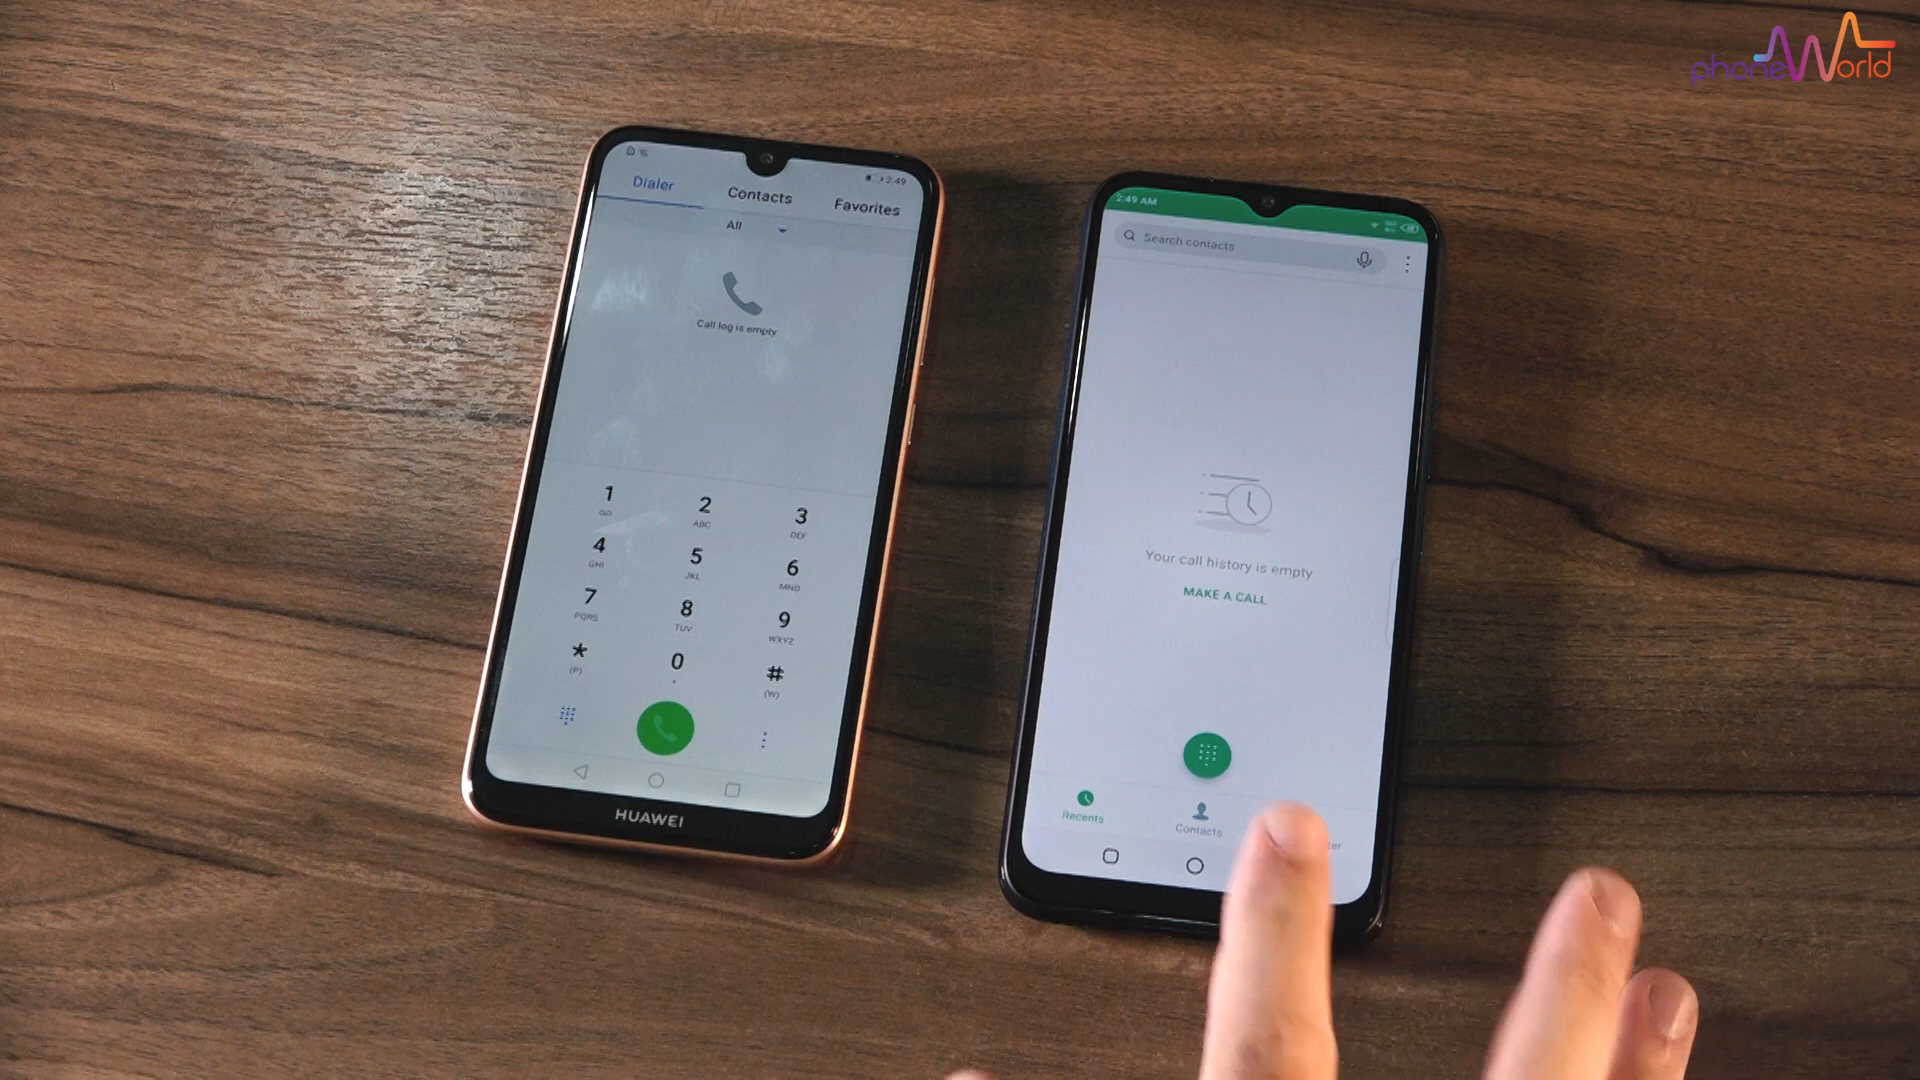 phoneWorld
2:49
Dialer
Contacts
Favorites
All
Call log is empty
1
2
ABC
3
DEF
4
GHI
5
JKL
6
MNO
7
PQRS
8
TUV
9
WXYZ
*
(P)
0
+
#
(W)
HUAWEI
2:49 AM
Search contacts
Your call history is empty
MAKE A CALL
Recents
Contacts